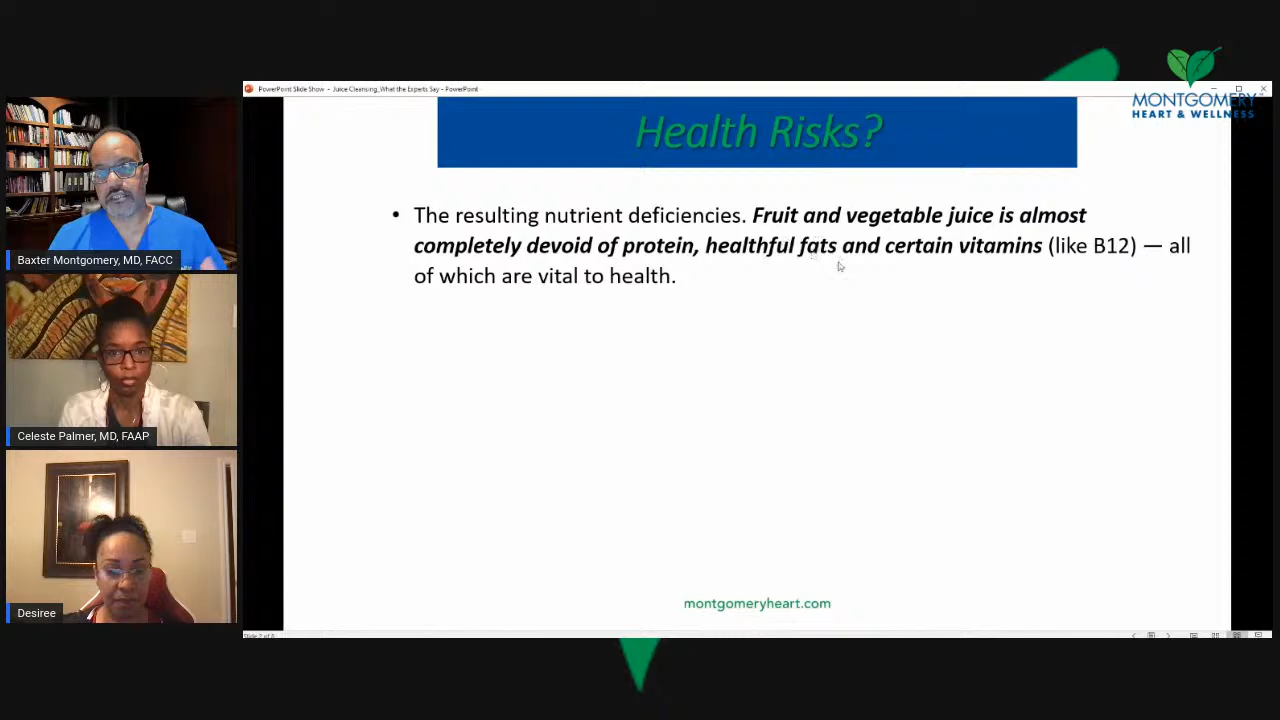 PowerPoint Slide Show - Juice Cleansing_What the Experts Say - PowerPoint
MONTGOMERY
HEART & WELLNESS
Health Risks?
• The resulting nutrient deficiencies. Fruit and vegetable juice is almost
completely devoid of protein, healthful fats and certain vitamins (like B12) — all
of which are vital to health.
Baxter Montgomery, MD, FACC
Celeste Palmer, MD, FAAP
Desiree
montgomeryheart.com